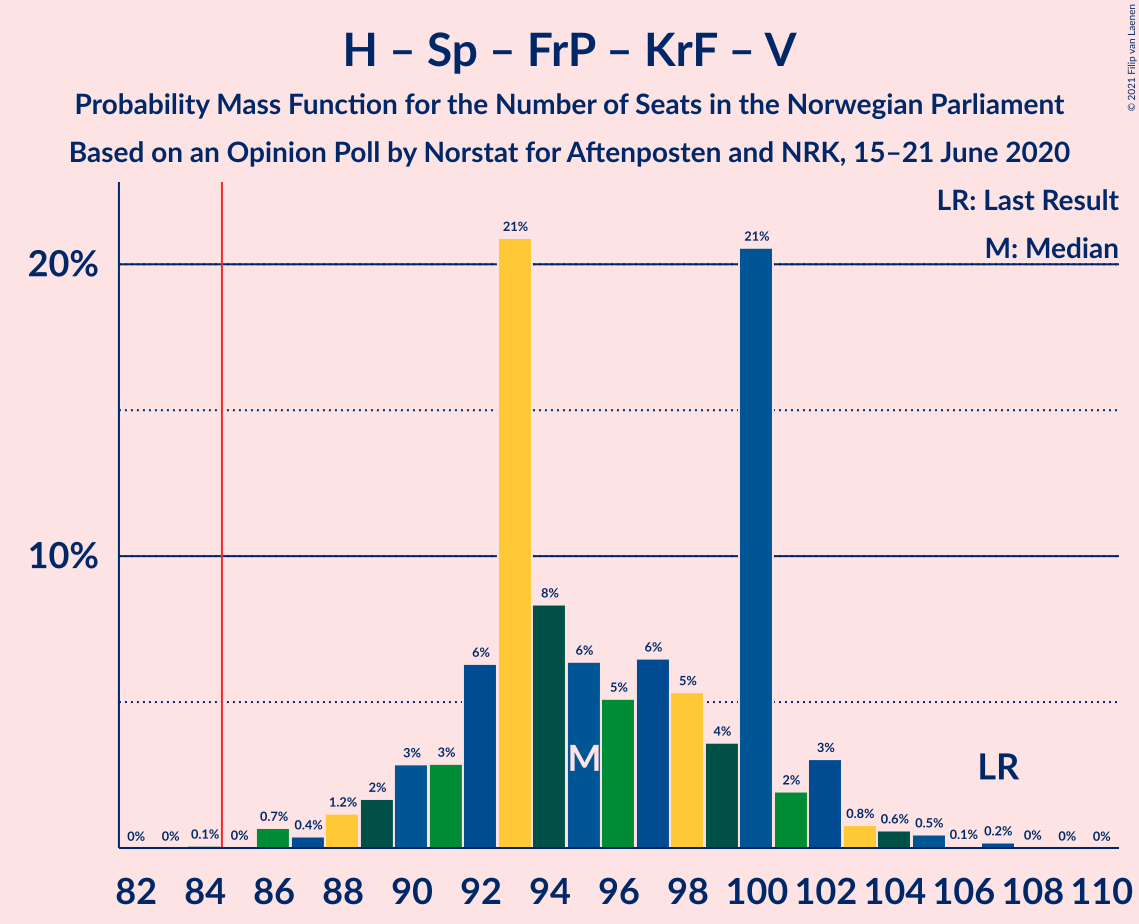 H – Sp – FrP – KrF – V
Probability Mass Function for the Number of Seats in the Norwegian Parliament
Based on an Opinion Poll by Norstat for Aftenposten and NRK, 15–21 June 2020
© 2021 Filip van Laenen
LR: Last Result
M: Median
20%
10%
0% 0% 0.1% 0% 0.7% 0.4% 1.2% 2% 3% 3% 6% 21% 8% 6% 5% 6% 5% 4% 21% 2% 3% 0.8% 0.6% 0.5% 0.1% 0.2% 0% 0% 0%
M
LR
82 84 86 88 90 92 94 96 98 100 102 104 106 108 110